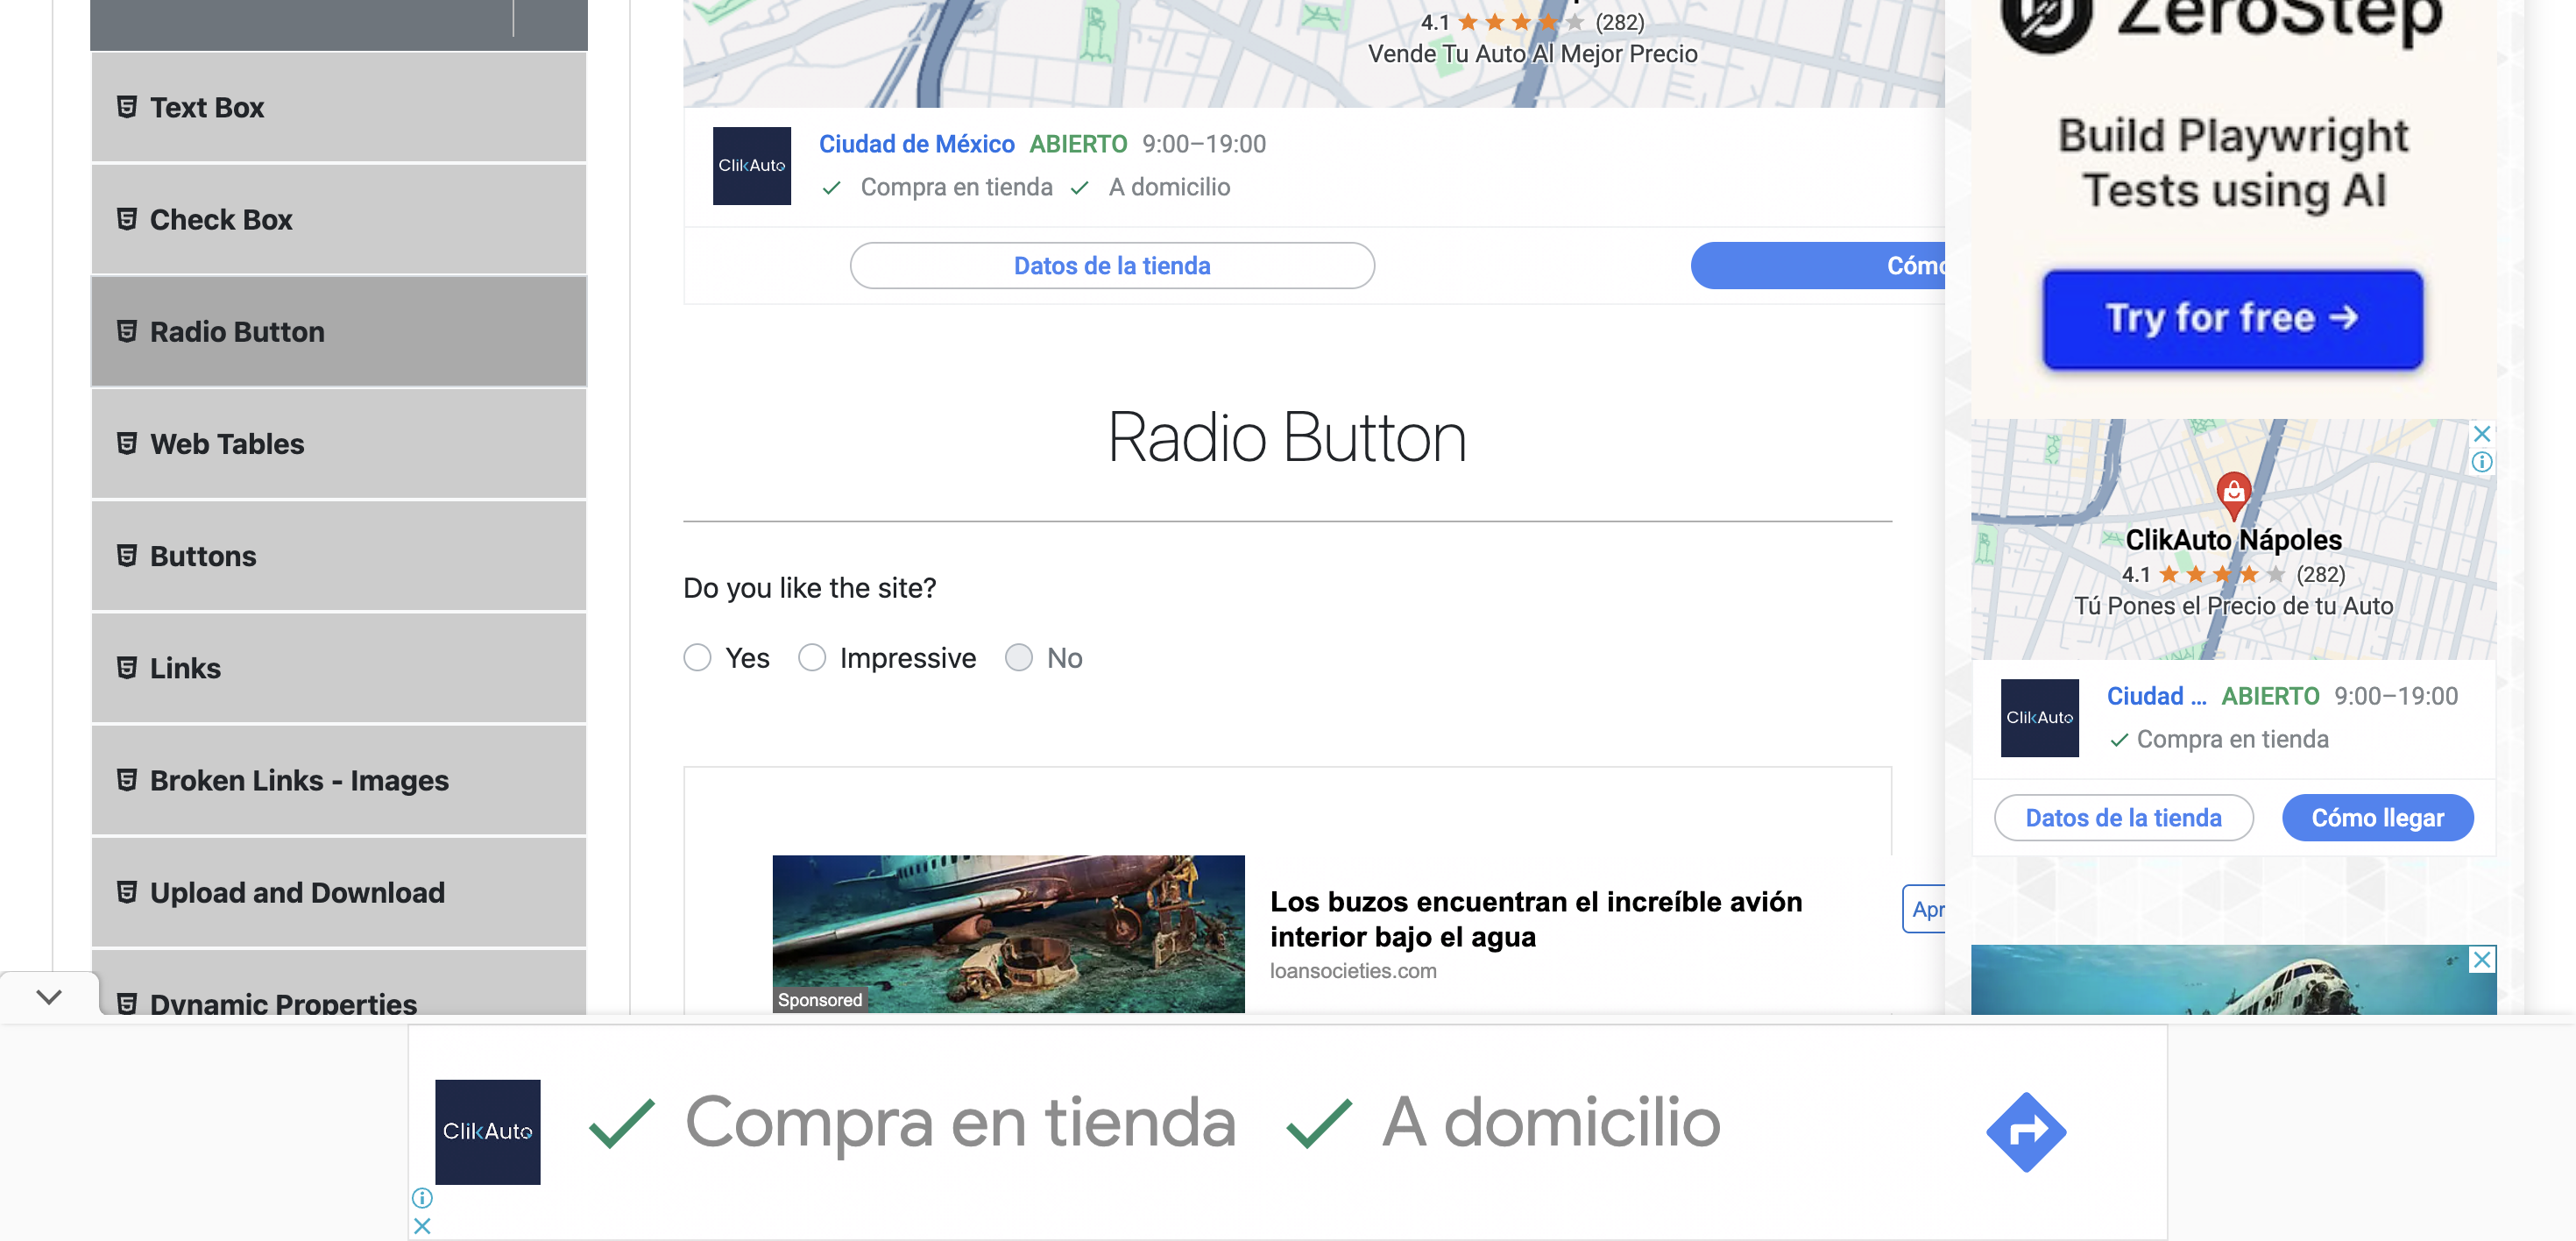 Text Box
Check Box
Radio Button
Web Tables
Buttons
Links
Broken Links - Images
Upload and Download
Dynamic Properties
4.1 (282)
Vende Tu Auto Al Mejor Precio
ClikAuto
Ciudad de México ABIERTO 9:00–19:00
Compra en tienda A domicilio
Datos de la tienda
Cómo
Radio Button
Do you like the site?
Yes Impressive No
Los buzos encuentran el increíble avión
interior bajo el agua
loansocieties.com
Sponsored
Apr
ZeroStep
Build Playwright
Tests using AI
Try for free →
ClikAuto Nápoles
4.1 (282)
Tú Pones el Precio de tu Auto
ClikAuto
Ciudad ... ABIERTO 9:00–19:00
Compra en tienda
Datos de la tienda
Cómo llegar
ClikAuto
Compra en tienda A domicilio